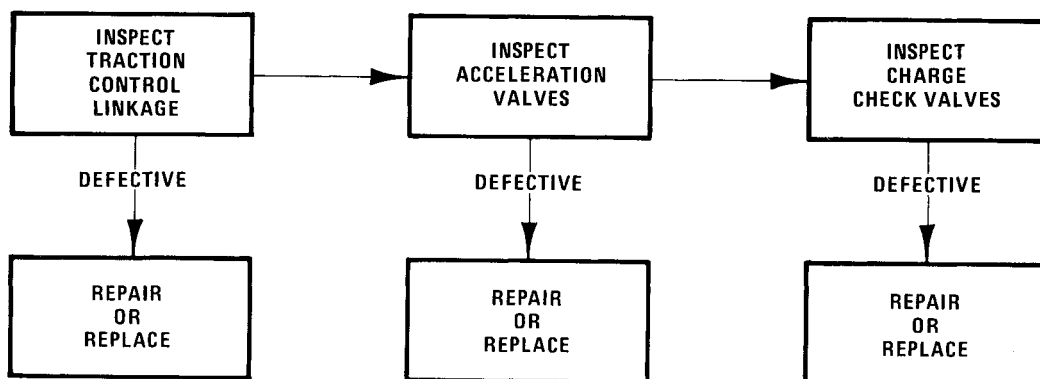 INSPECT
TRACTION
CONTROL
LINKAGE
INSPECT
ACCELERATION
VALVES
INSPECT
CHARGE
CHECK VALVES
DEFECTIVE
DEFECTIVE
DEFECTIVE
REPAIR
OR
REPLACE
REPAIR
OR
REPLACE
REPAIR
OR
REPLACE